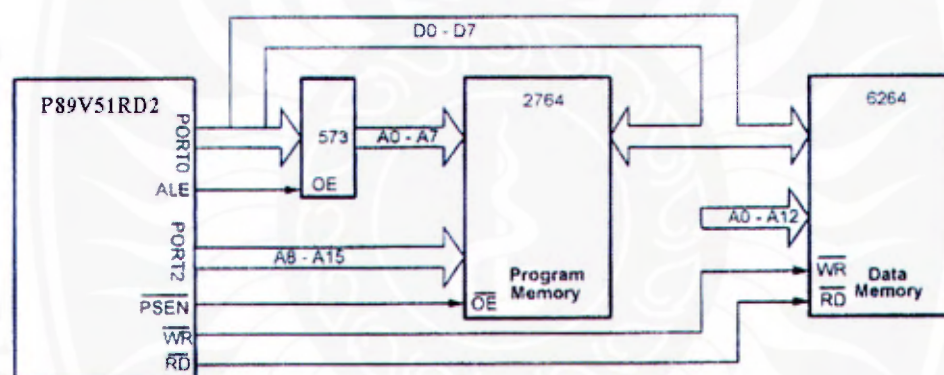 D0 - D7
P89V51RD2
PORT0
ALE
PORT2
PSEN
WR
RD
573
OE
A0 - A7
A8 - A15
2764
Program
Memory
OE
6264
A0 - A12
WR
RD
Data
Memory